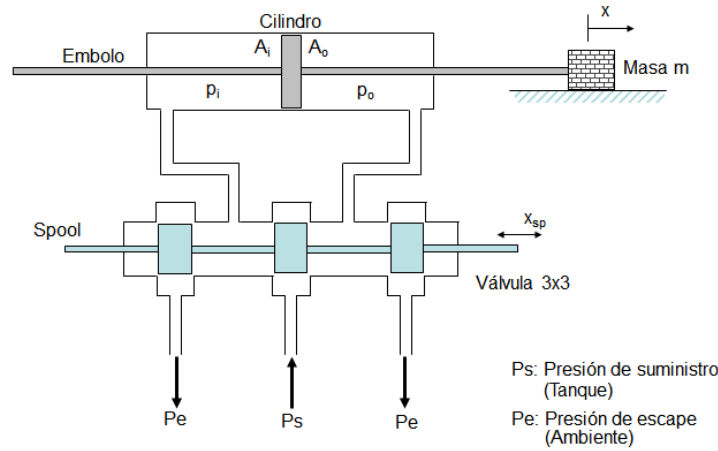 Cilindro
x
Embolo
Ai
Ao
Masa m
pi
po
Spool
xsp
Válvula 3x3
Pe
Ps
Pe
Ps: Presión de suministro
(Tanque)
Pe: Presión de escape
(Ambiente)